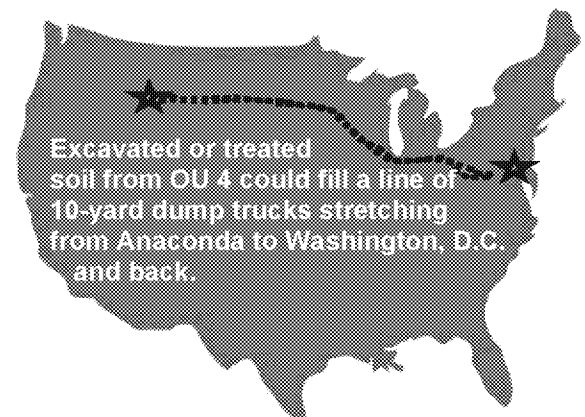 Excavated or treated
soil from OU 4 could fill a line of
10-yard dump trucks stretching
from Anaconda to Washington, D.C.
and back.